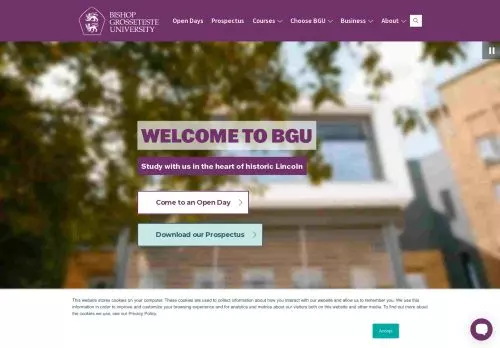 BISHOP
GROSSETESTE
UNIVERSITY
Open Days Prospectus Courses Choose BGU Business About
WELCOME TO BGU
Study with us in the heart of historic Lincoln
Come to an Open Day
Download our Prospectus
This website stores cookies on your computer. These cookies are used to collect information about how you interact with our website and allow us to remember you. We use this
information in order to improve and customize your browsing experience and for analytics and metrics about our visitors both on this website and other media. To find out more about
the cookies we use, see our Privacy Policy.
Accept